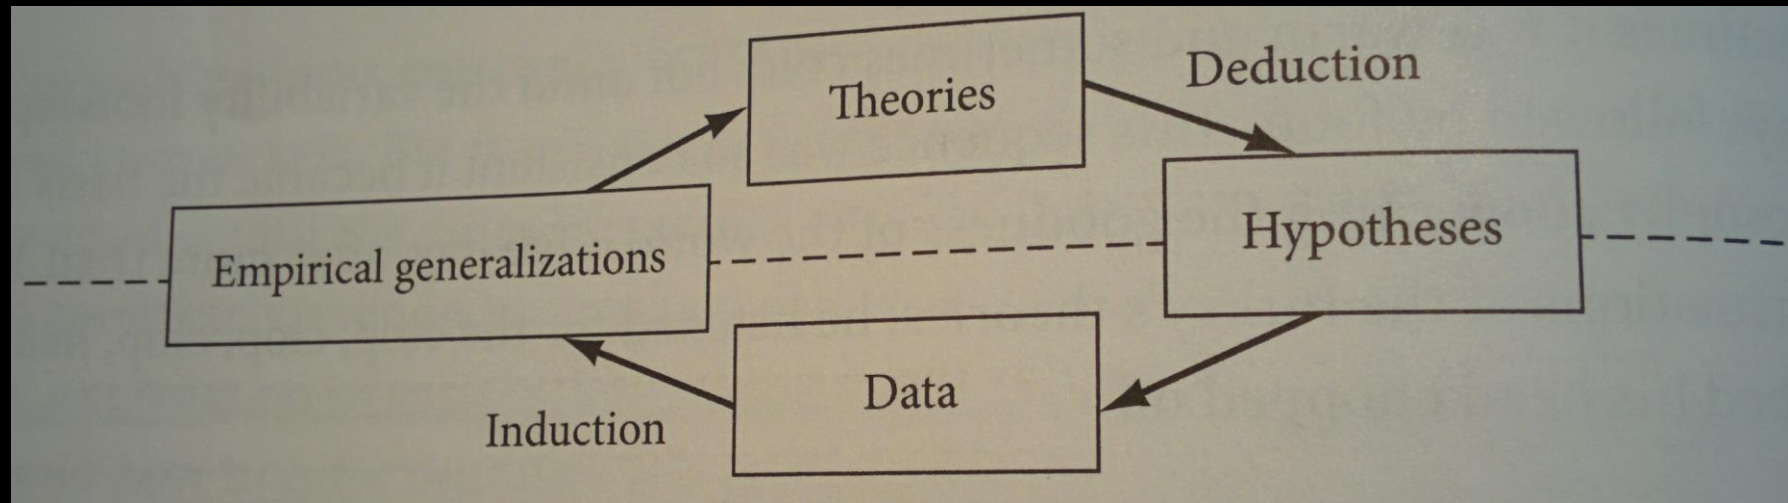 Theories
Deduction
Hypotheses
Empirical generalizations
Data
Induction